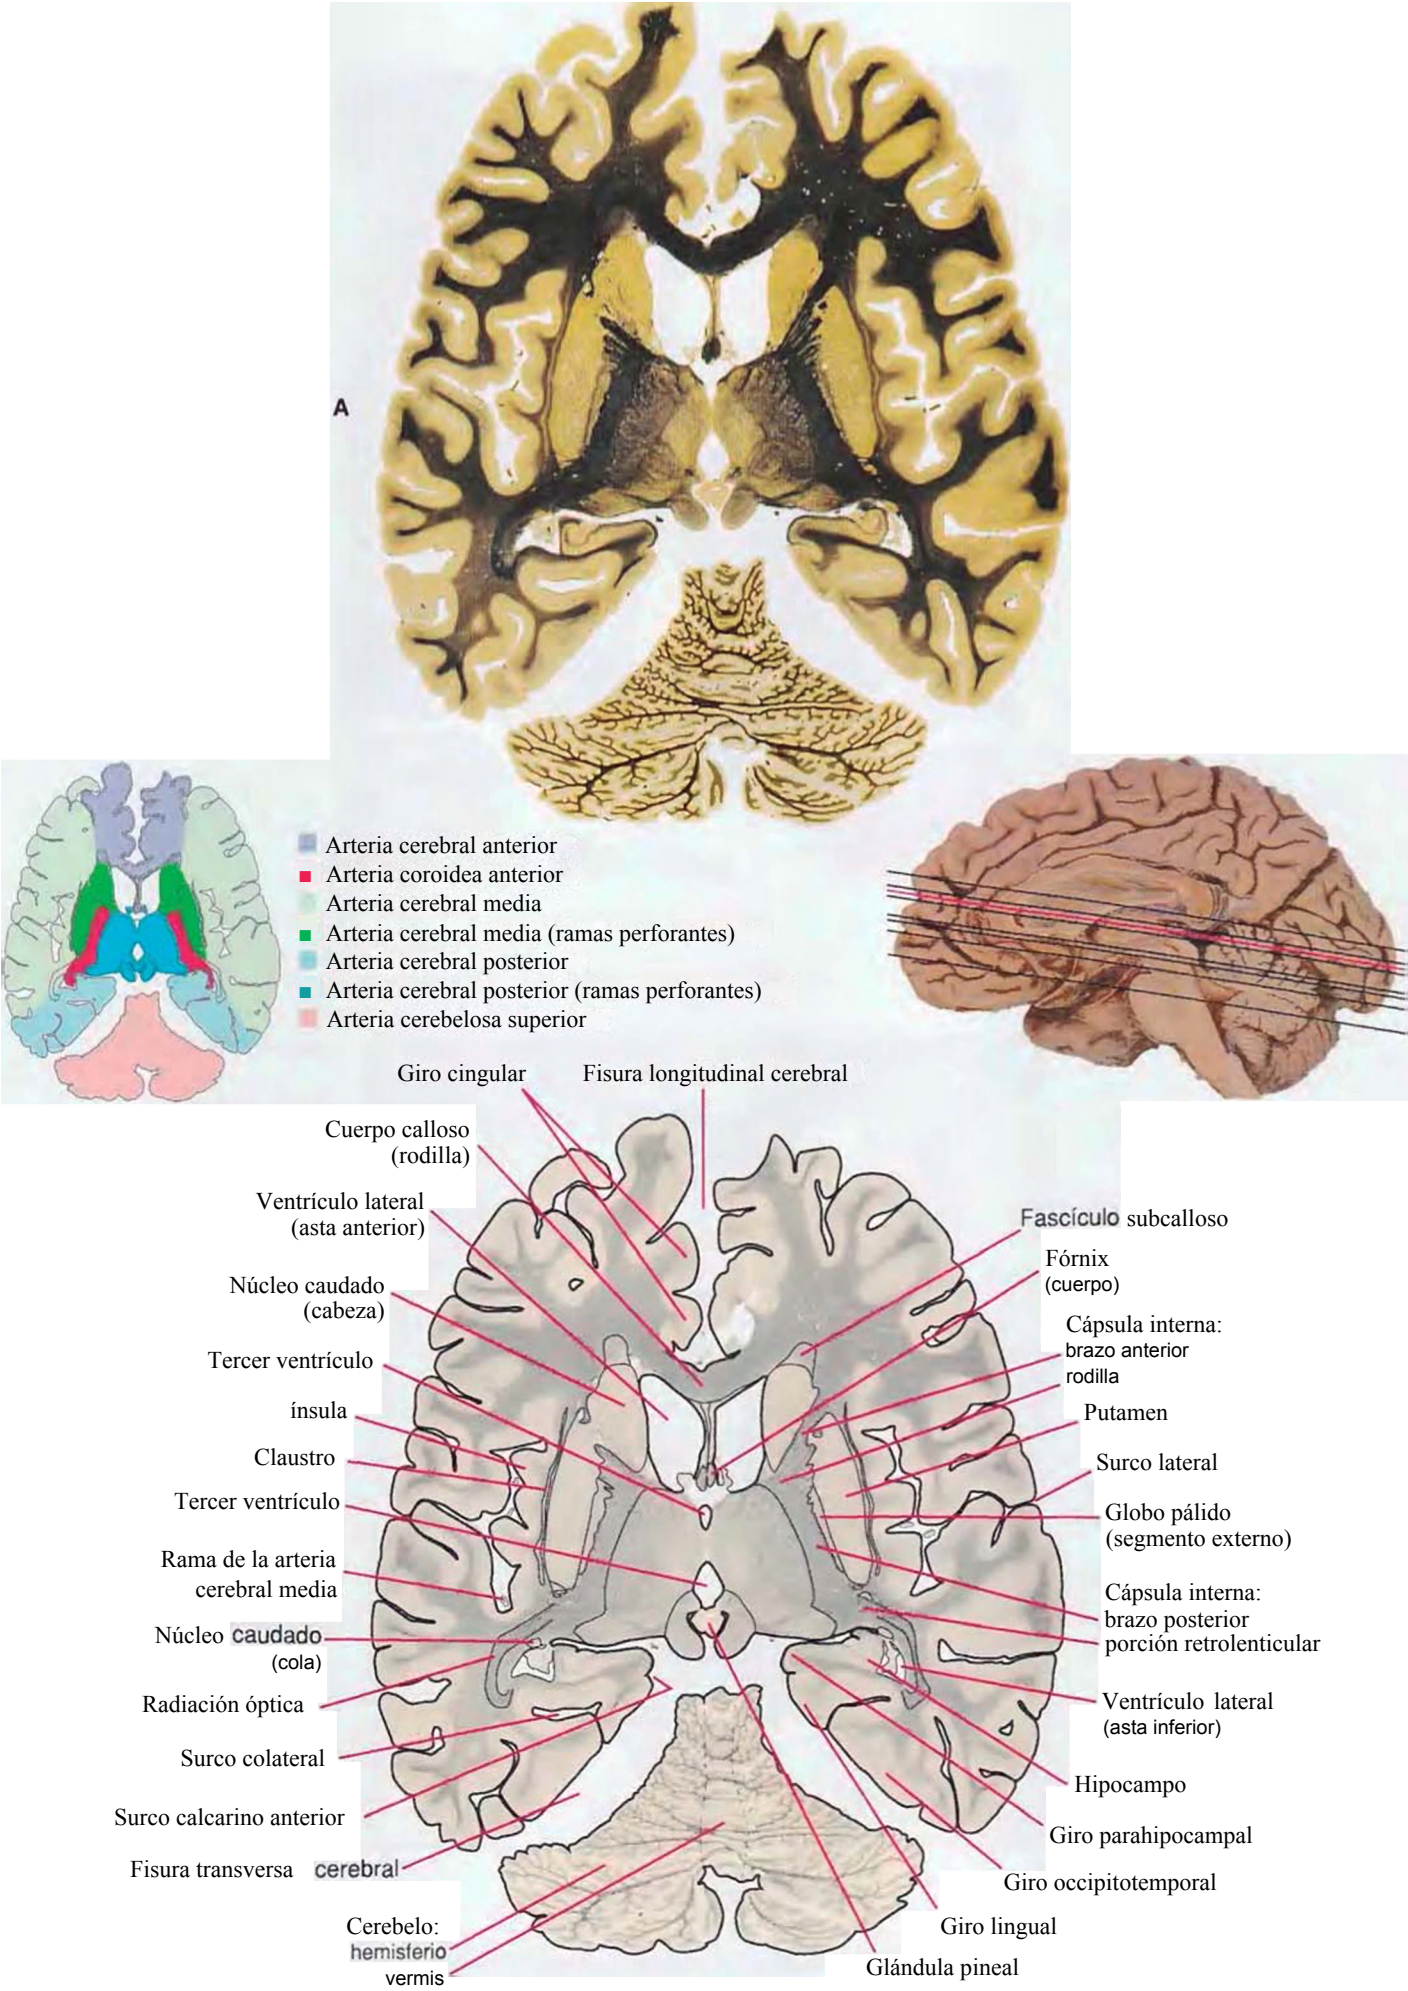 A
Arteria cerebral anterior
Arteria coroidea anterior
Arteria cerebral media
Arteria cerebral media (ramas perforantes)
Arteria cerebral posterior
Arteria cerebral posterior (ramas perforantes)
Arteria cerebelosa superior
Giro cingular
Fisura longitudinal cerebral
Cuerpo calloso
(rodilla)
Ventrículo lateral
(asta anterior)
Núcleo caudado
(cabeza)
Tercer ventrículo
ínsula
Claustro
Tercer ventrículo
Rama de la arteria
cerebral media
Núcleo caudado
(cola)
Radiación óptica
Surco colateral
Surco calcarino anterior
Fisura transversa cerebral
Cerebelo:
hemisferio
vermis
Fascículo subcalloso
Fórnix
(cuerpo)
Cápsula interna:
brazo anterior
rodilla
Putamen
Surco lateral
Globo pálido
(segmento externo)
Cápsula interna:
brazo posterior
porción retrolenticular
Ventrículo lateral
(asta inferior)
Hipocampo
Giro parahipocampal
Giro occipitotemporal
Giro lingual
Glándula pineal